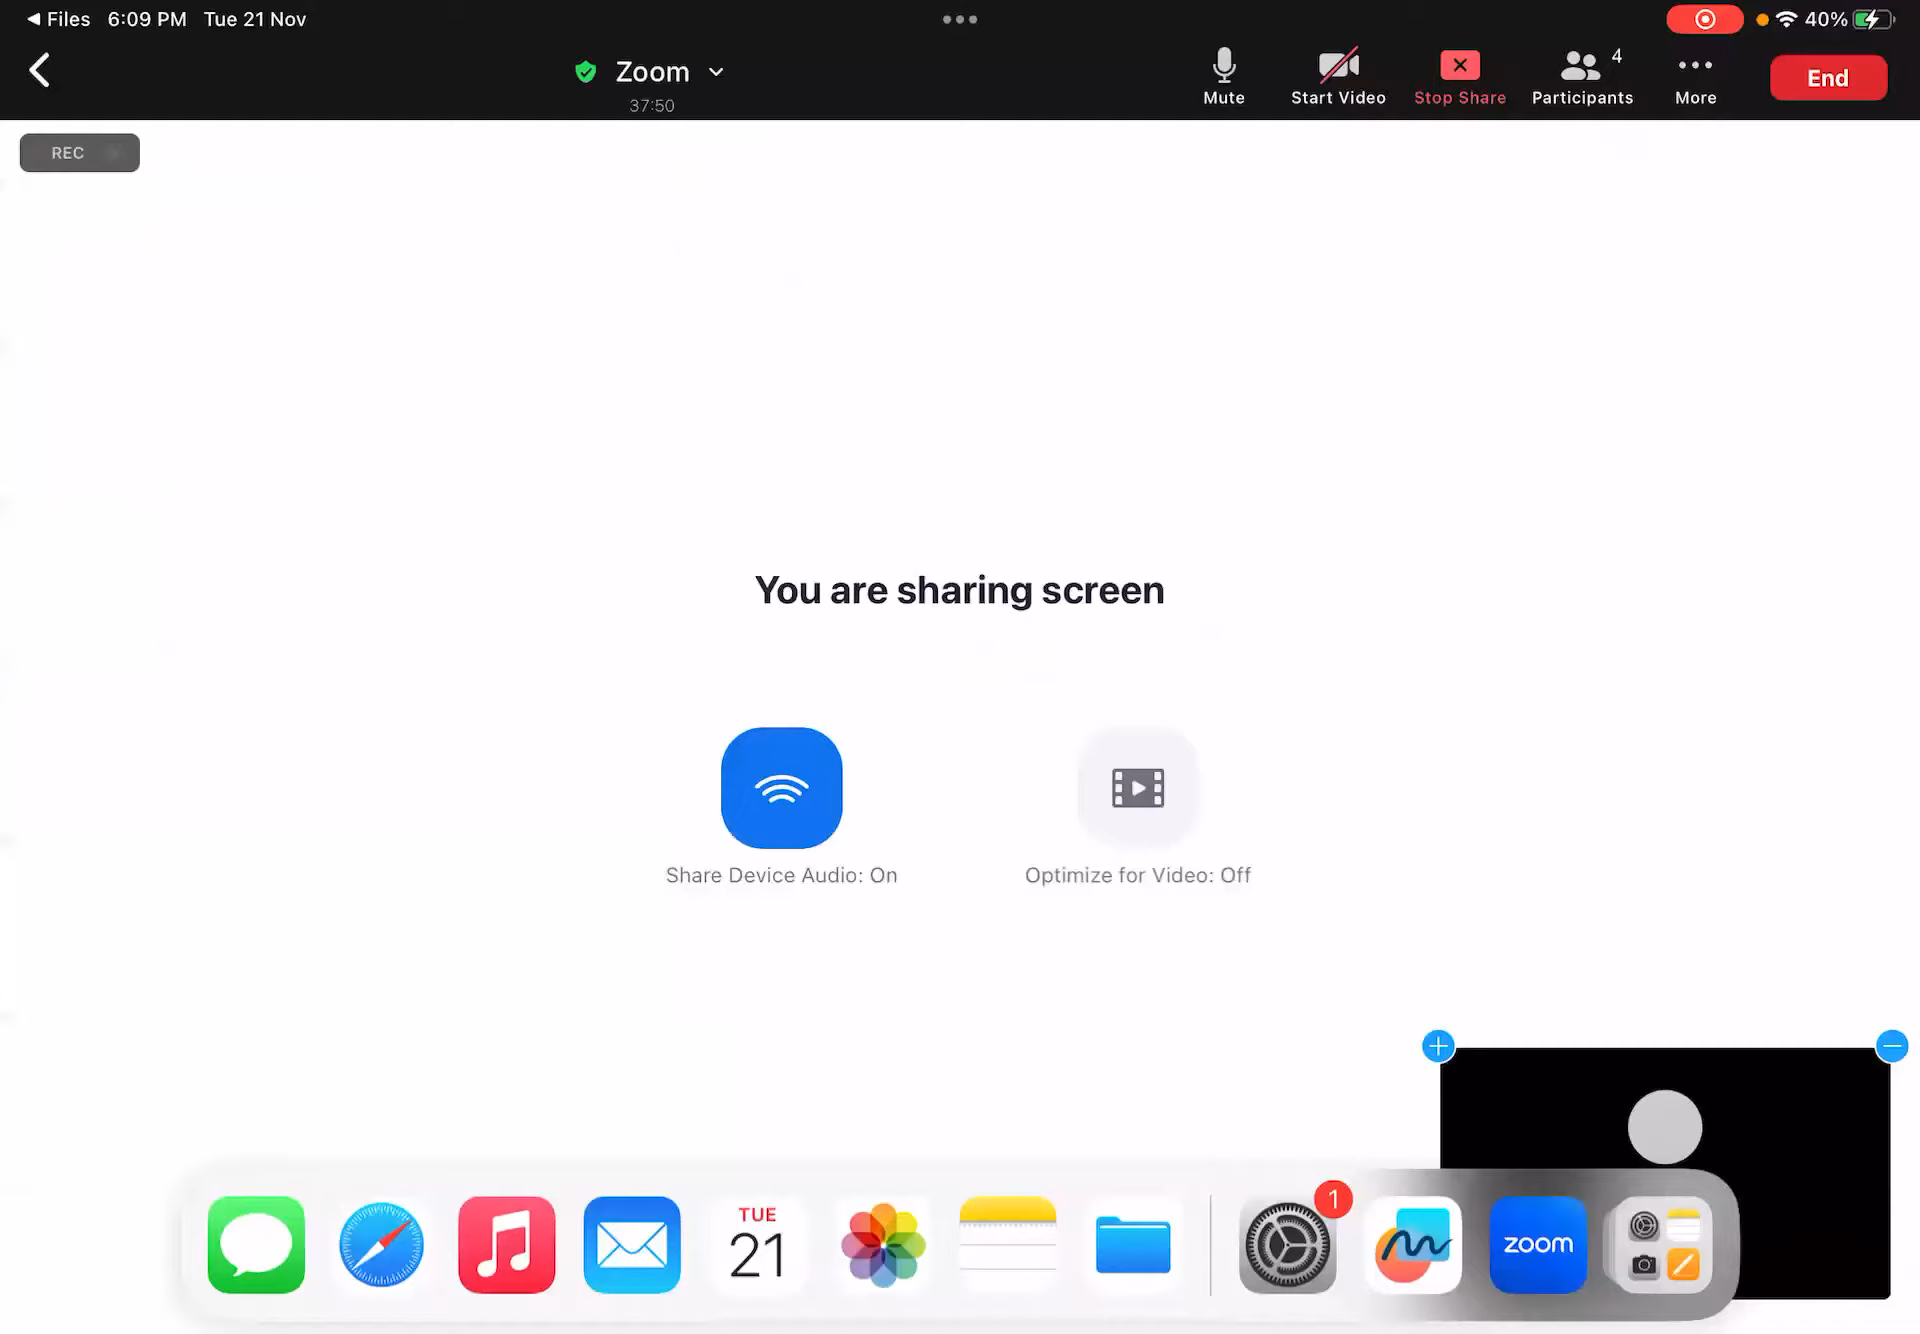 ◀ Files 6:09 PM Tue 21 Nov
40%
Zoom
37:50
Mute
Start Video
Stop Share
Participants
4
More
End
REC
You are sharing screen
Share Device Audio: On
Optimize for Video: Off
TUE
21
1
zoom